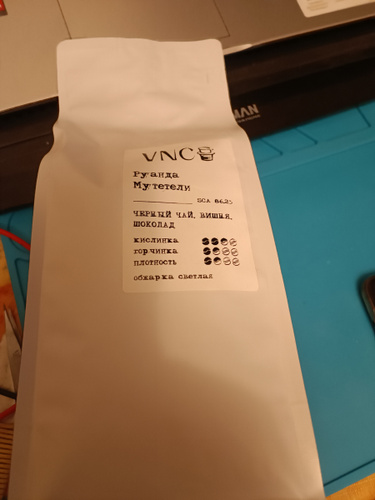 VNC
Руанда
Мутетели
SCA 86.25
ЧЕРНЫЙ ЧАЙ, ВИШНЯ,
ШОКОЛАД
кислинка
горчинка
плотность
обжарка светлая
MAN